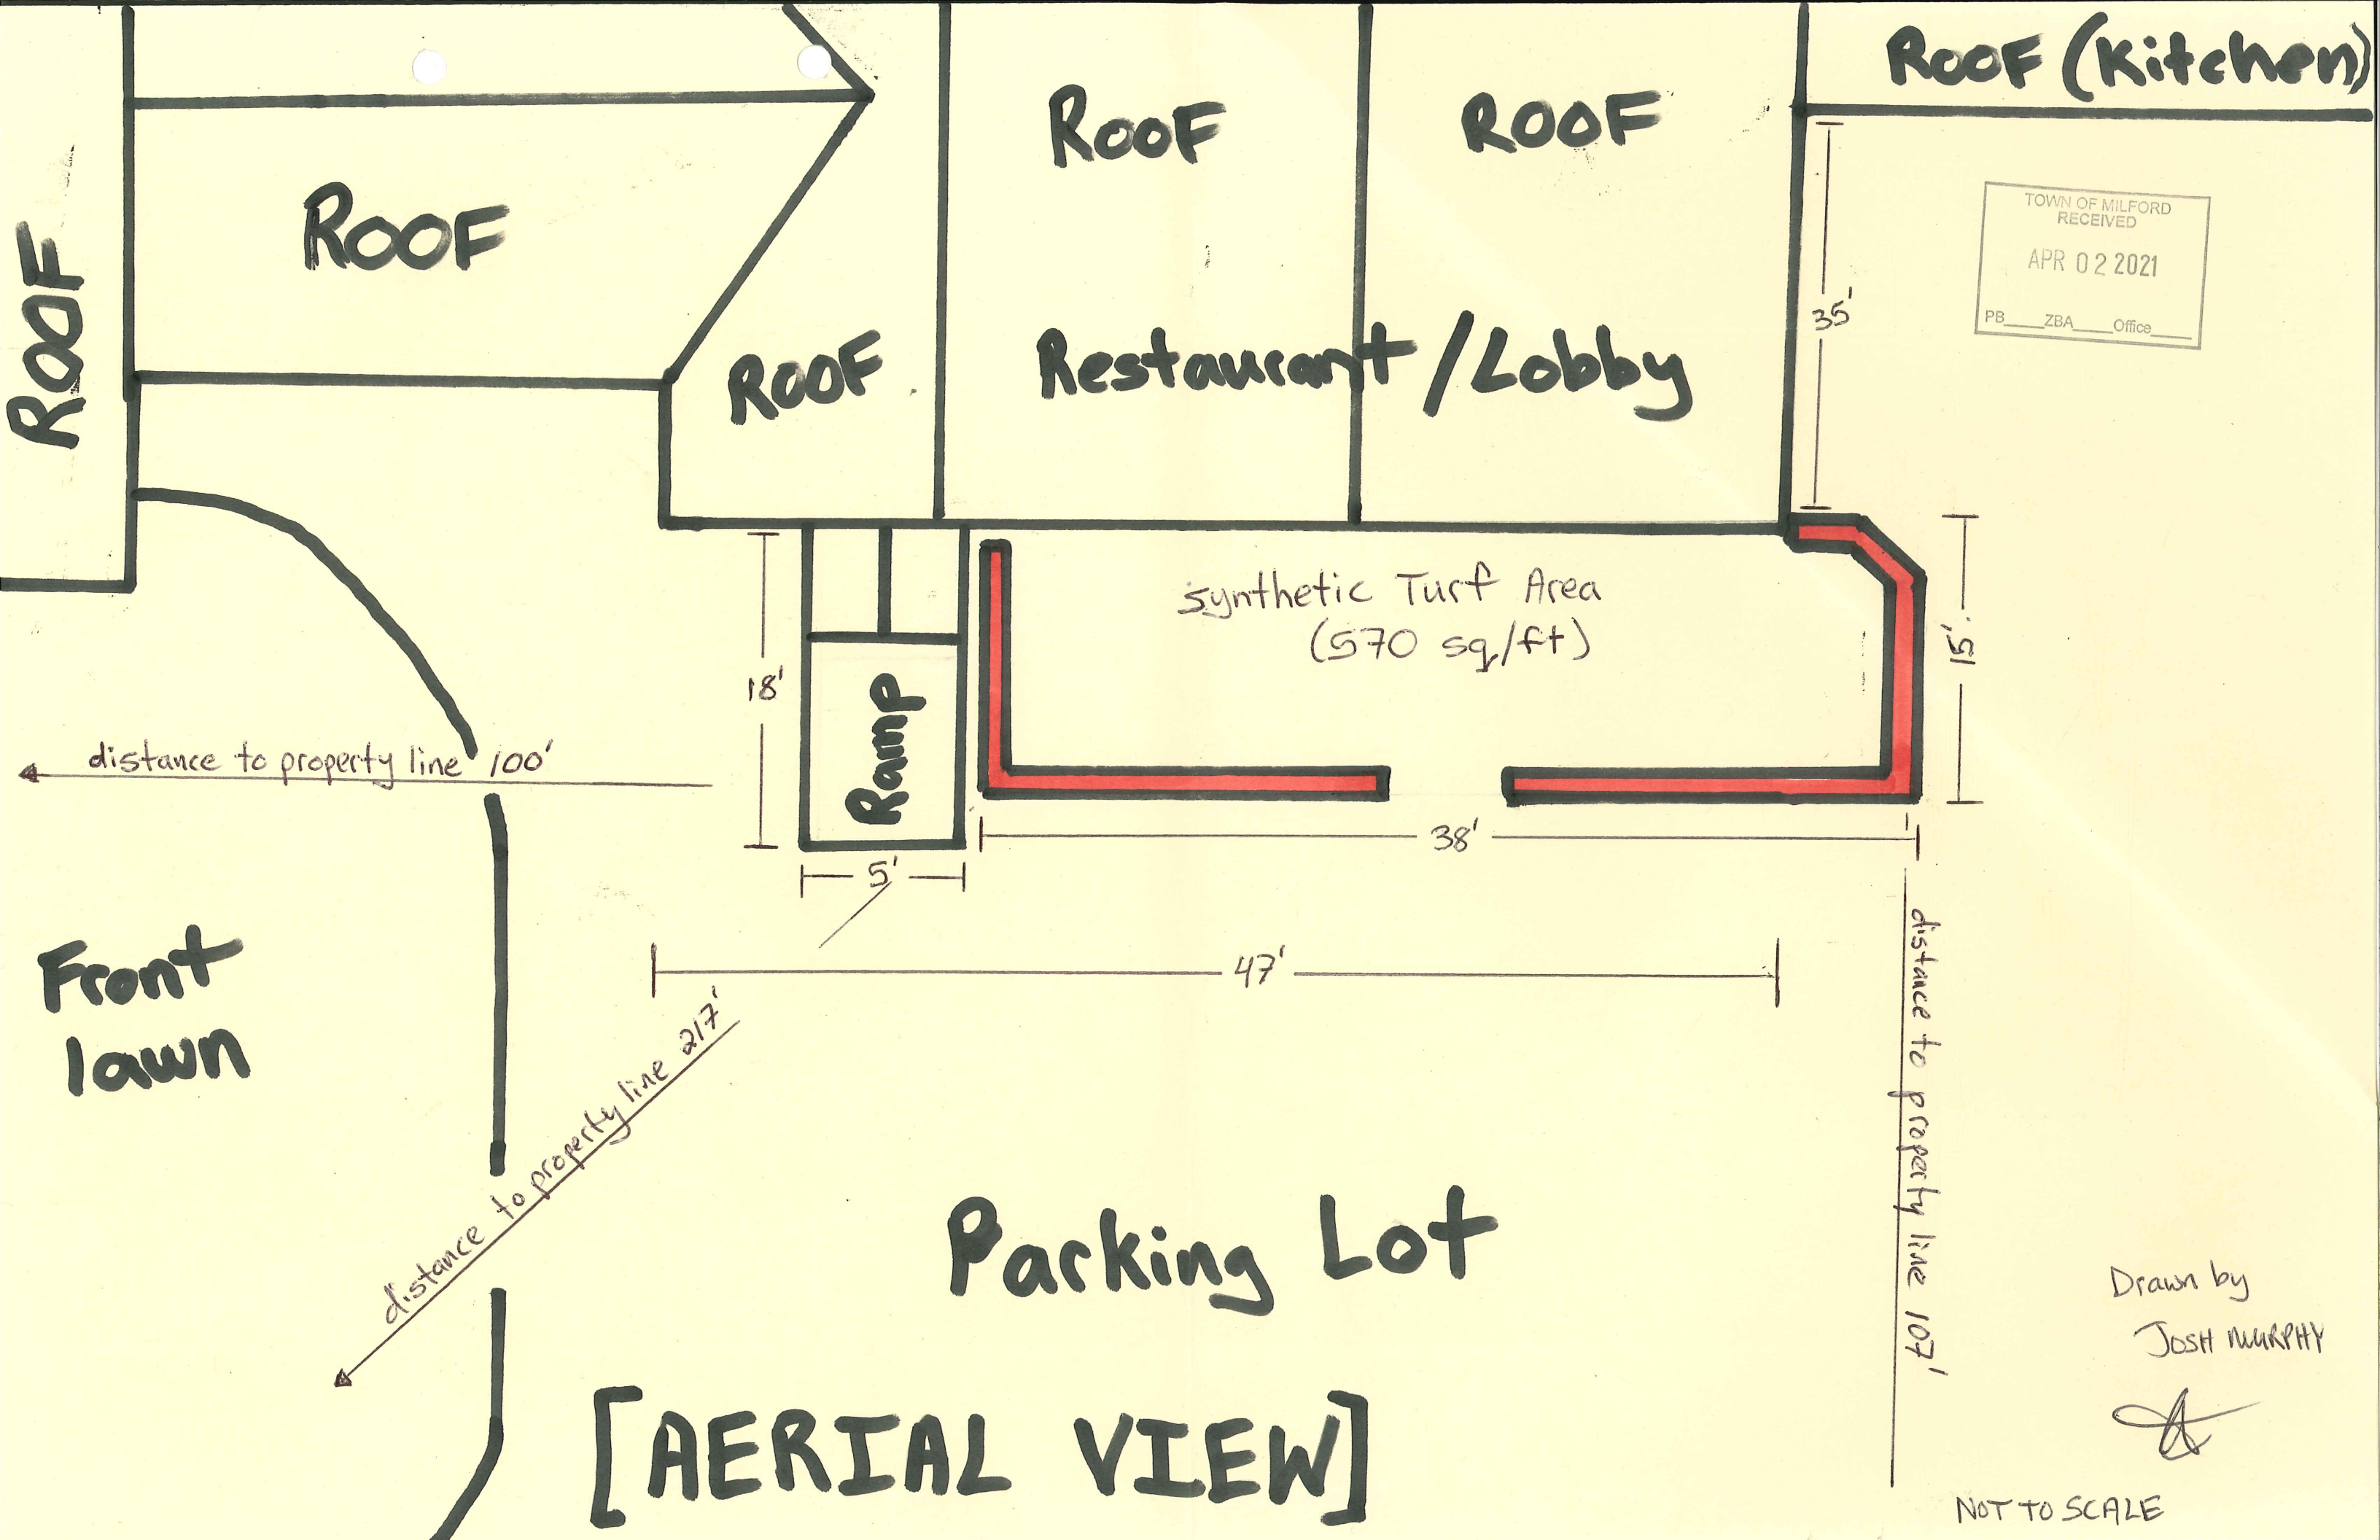 ROOF (Kitchen)
ROOF
ROOF
ROOF
ROOF
ROOF
Restaurant / Lobby
35'
TOWN OF MILFORD
RECEIVED
APR 02 2021
PB____ZBA____Office____
synthetic Turf Area
(570 sq/ft)
15'
18'
Ramp
distance to property line 100'
38'
5'
47'
Front
lawn
distance to property line 217'
distance to property line 107'
Parking Lot
Drawn by
JOSH MURPHY
[AERIAL VIEW]
NOT TO SCALE